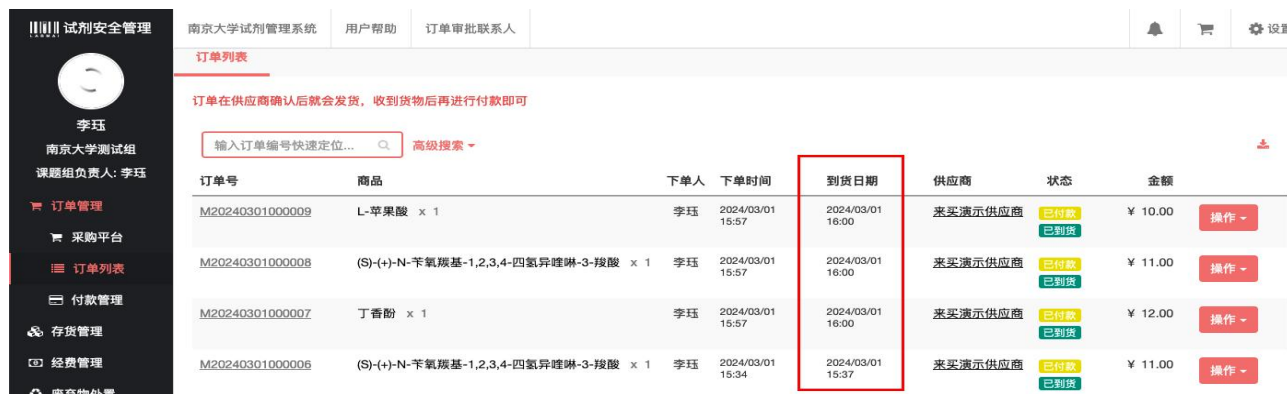 试剂安全管理
LABMAI
南京大学试剂管理系统 用户帮助 订单审批联系人 设置
李珏
南京大学测试组
课题组负责人: 李珏
订单管理
采购平台
订单列表
付款管理
存货管理
经费管理
废弃物处置
订单列表
订单在供应商确认后就会发货，收到货物后再进行付款即可
输入订单编号快速定位... 高级搜索
订单号 商品 下单人 下单时间 到货日期 供应商 状态 金额
M20240301000009 L-苹果酸 x 1 李珏 2024/03/01 15:57 2024/03/01 16:00 来买演示供应商 已付款 已到货 ¥ 10.00 操作
M20240301000008 (S)-(+)-N-苄氧羰基-1,2,3,4-四氢异喹啉-3-羧酸 x 1 李珏 2024/03/01 15:57 2024/03/01 16:00 来买演示供应商 已付款 已到货 ¥ 11.00 操作
M20240301000007 丁香酚 x 1 李珏 2024/03/01 15:57 2024/03/01 16:00 来买演示供应商 已付款 已到货 ¥ 12.00 操作
M20240301000006 (S)-(+)-N-苄氧羰基-1,2,3,4-四氢异喹啉-3-羧酸 x 1 李珏 2024/03/01 15:34 2024/03/01 15:37 来买演示供应商 已付款 已到货 ¥ 11.00 操作